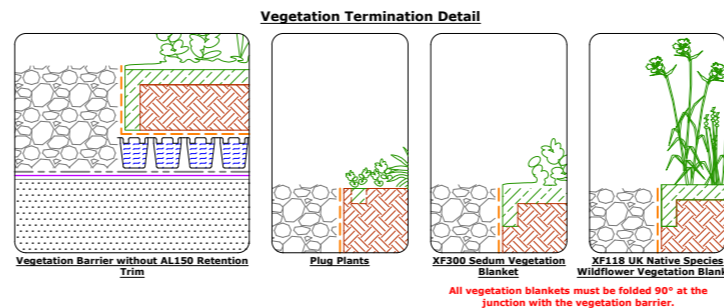 Vegetation Termination Detail
Vegetation Barrier without AL150 Retention
Trim
Plug Plants
XF300 Sedum Vegetation
Blanket
XF118 UK Native Species
Wildflower Vegetation Blank
All vegetation blankets must be folded 90° at the
junction with the vegetation barrier.